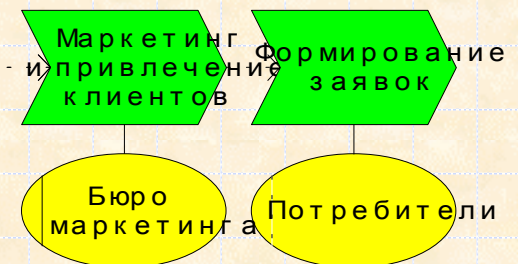 Маркетинг
и привлечение
клиентов
Формирование
заявок
Бюро
маркетинга
Потребители